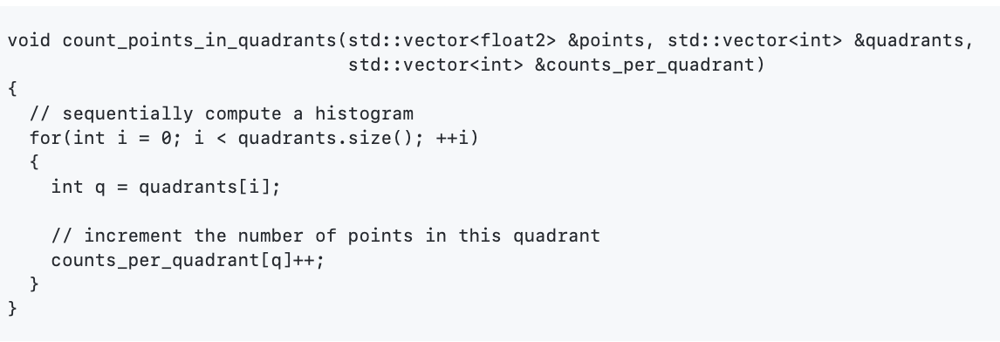 void count_points_in_quadrants(std::vector<float2> &points, std::vector<int> &quadrants,
                               std::vector<int> &counts_per_quadrant)
{
  // sequentially compute a histogram
  for(int i = 0; i < quadrants.size(); ++i)
  {
    int q = quadrants[i];

    // increment the number of points in this quadrant
    counts_per_quadrant[q]++;
  }
}